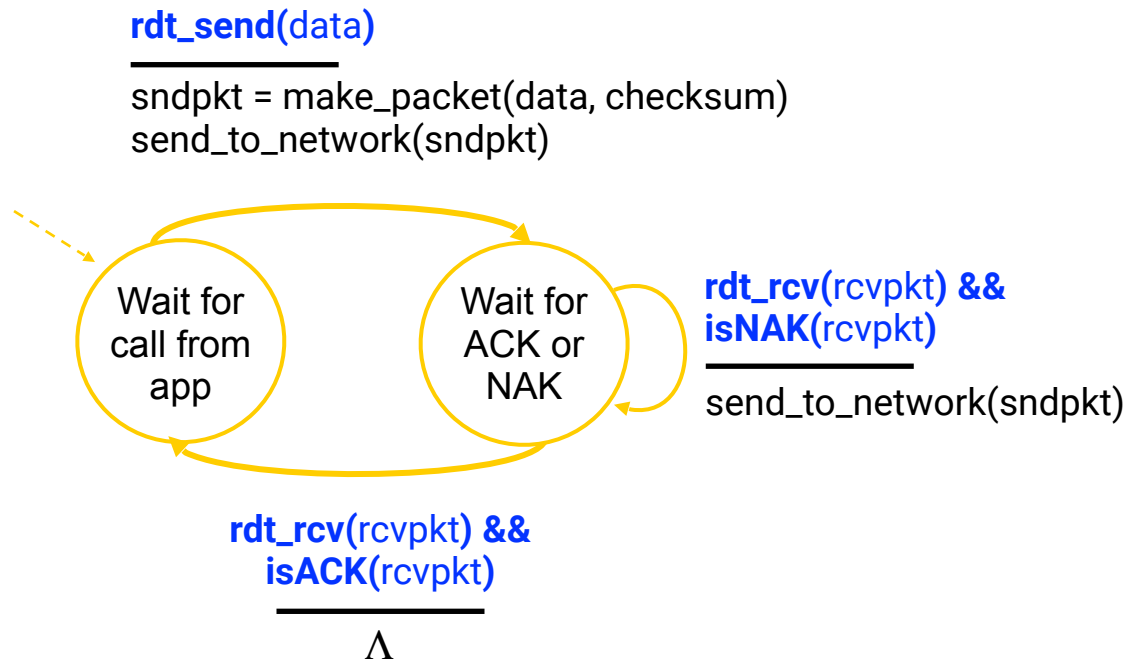 rdt_send(data)
sndpkt = make_packet(data, checksum)
send_to_network(sndpkt)
Wait for
call from
app
Wait for
ACK or
NAK
rdt_rcv(rcvpkt) &&
isNAK(rcvpkt)
send_to_network(sndpkt)
rdt_rcv(rcvpkt) &&
isACK(rcvpkt)
Λ